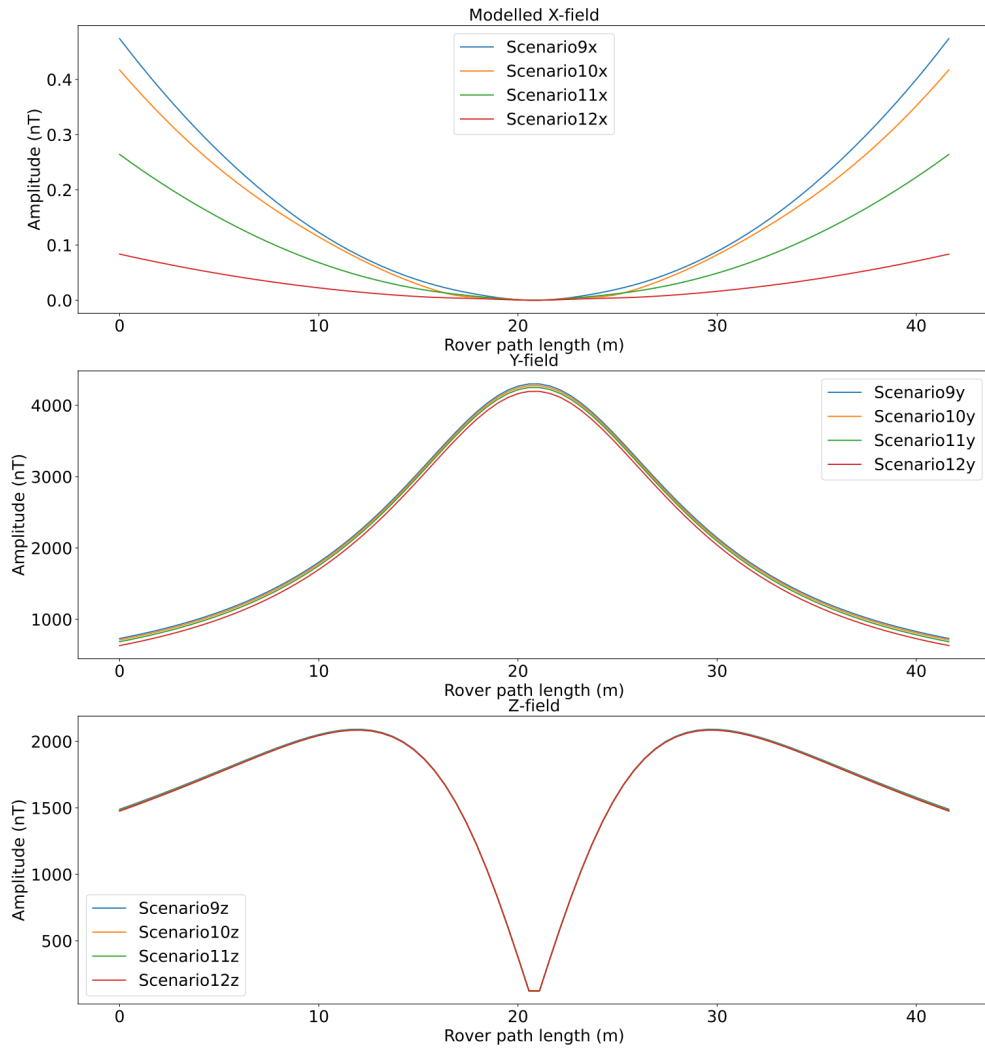 Modelled X-field
Amplitude (nT)
0.4
0.3
0.2
0.1
0.0
Scenario9x
Scenario10x
Scenario11x
Scenario12x
0 10 20 30 40
Rover path length (m)
Y-field
Amplitude (nT)
4000
3000
2000
1000
Scenario9y
Scenario10y
Scenario11y
Scenario12y
0 10 20 30 40
Rover path length (m)
Z-field
Amplitude (nT)
2000
1500
1000
500
Scenario9z
Scenario10z
Scenario11z
Scenario12z
0 10 20 30 40
Rover path length (m)